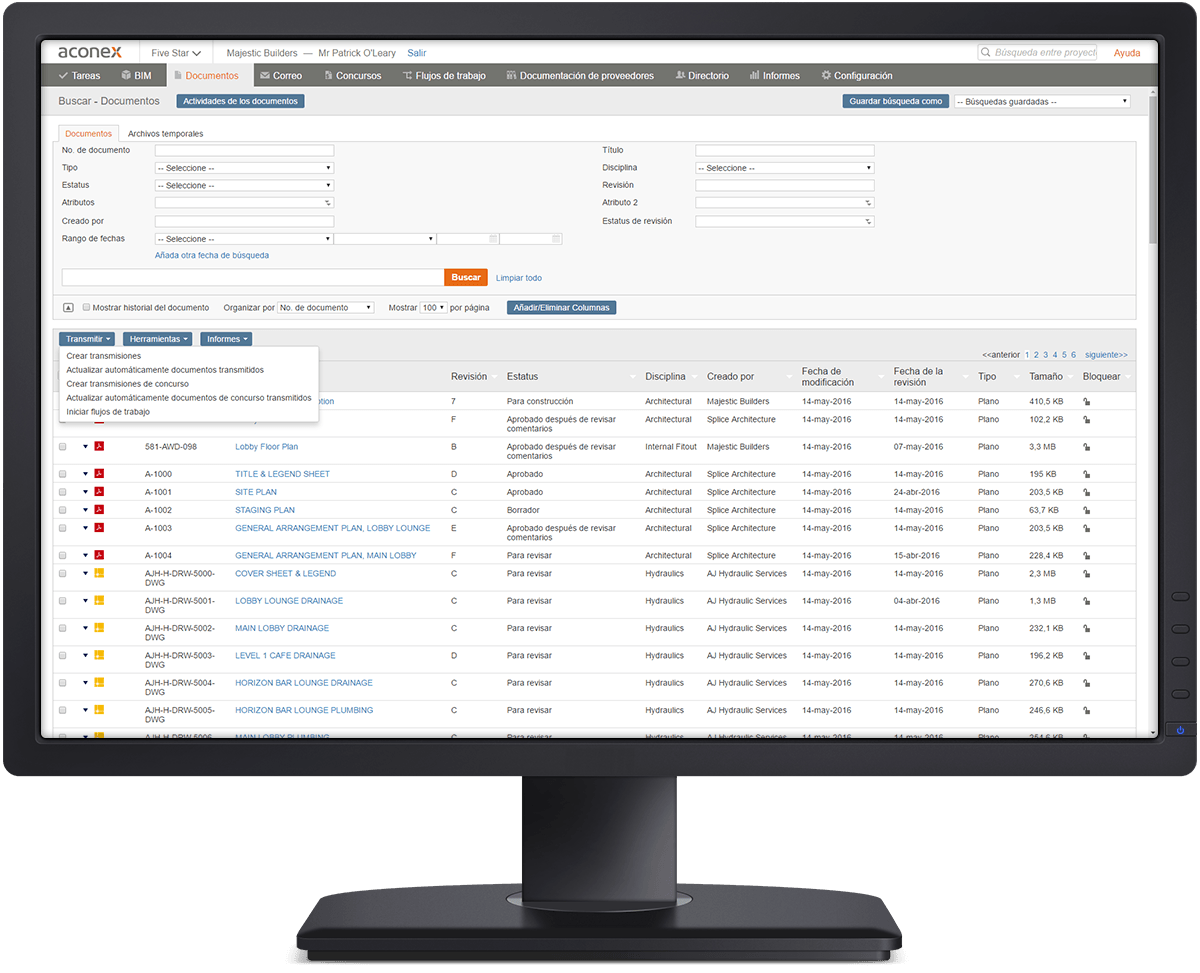 aconex Five Star Majestic Builders — Mr Patrick O'Leary Salir Búsqueda entre proyect Ayuda
Tareas BIM Documentos Correo Concursos Flujos de trabajo Documentación de proveedores Directorio Informes Configuración
Buscar - Documentos Actividades de los documentos Guardar búsqueda como -- Búsquedas guardadas --
Documentos Archivos temporales
No. de documento Título
Tipo -- Seleccione -- Disciplina -- Seleccione --
Estatus -- Seleccione -- Revisión
Atributos Atributo 2
Creado por Estatus de revisión
Rango de fechas -- Seleccione --
Añada otra fecha de búsqueda
Buscar Limpiar todo
Mostrar historial del documento Organizar por No. de documento Mostrar 100 por página Añadir/Eliminar Columnas
Transmitir Herramientas Informes
<<anterior 1 2 3 4 5 6 siguiente>>
Crear transmisiones
Actualizar automáticamente documentos transmitidos
Crear transmisiones de concurso
Actualizar automáticamente documentos de concurso transmitidos
Iniciar flujos de trabajo
Revisión Estatus Disciplina Creado por Fecha de modificación Fecha de la revisión Tipo Tamaño Bloquear
7 Para construcción Architectural Majestic Builders 14-may-2016 14-may-2016 Plano 410,5 KB
F Aprobado después de revisar comentarios Architectural Splice Architecture 14-may-2016 14-may-2016 Plano 102,2 KB
581-AWD-098 Lobby Floor Plan B Aprobado después de revisar comentarios Internal Fitout Majestic Builders 14-may-2016 07-may-2016 Plano 3,3 MB
A-1000 TITLE & LEGEND SHEET D Aprobado Architectural Splice Architecture 14-may-2016 14-may-2016 Plano 195 KB
A-1001 SITE PLAN C Aprobado Architectural Splice Architecture 14-may-2016 24-abr-2016 Plano 203,5 KB
A-1002 STAGING PLAN C Borrador Architectural Splice Architecture 14-may-2016 14-may-2016 Plano 63,7 KB
A-1003 GENERAL ARRANGEMENT PLAN, LOBBY LOUNGE E Aprobado después de revisar comentarios Architectural Splice Architecture 14-may-2016 14-may-2016 Plano 203,5 KB
A-1004 GENERAL ARRANGEMENT PLAN, MAIN LOBBY F Para revisar Architectural Splice Architecture 14-may-2016 15-abr-2016 Plano 228,4 KB
AJH-H-DRW-5000-DWG COVER SHEET & LEGEND C Para revisar Hydraulics AJ Hydraulic Services 14-may-2016 14-may-2016 Plano 2,3 MB
AJH-H-DRW-5001-DWG LOBBY LOUNGE DRAINAGE C Para revisar Hydraulics AJ Hydraulic Services 14-may-2016 04-abr-2016 Plano 1,3 MB
AJH-H-DRW-5002-DWG MAIN LOBBY DRAINAGE C Para revisar Hydraulics AJ Hydraulic Services 14-may-2016 14-may-2016 Plano 232,1 KB
AJH-H-DRW-5003-DWG LEVEL 1 CAFE DRAINAGE D Para revisar Hydraulics AJ Hydraulic Services 14-may-2016 14-may-2016 Plano 196,2 KB
AJH-H-DRW-5004-DWG HORIZON BAR LOUNGE DRAINAGE C Para revisar Hydraulics AJ Hydraulic Services 14-may-2016 14-may-2016 Plano 270,6 KB
AJH-H-DRW-5005-DWG HORIZON BAR LOUNGE PLUMBING C Para revisar Hydraulics AJ Hydraulic Services 14-may-2016 14-may-2016 Plano 246,6 KB
AJH-H-DRW-5006- MAIN LOBBY PLUMBING C Para revisar Hydraulics AJ Hydraulic Services 14-may-2016 14-may-2016 Plano 254,6 KB